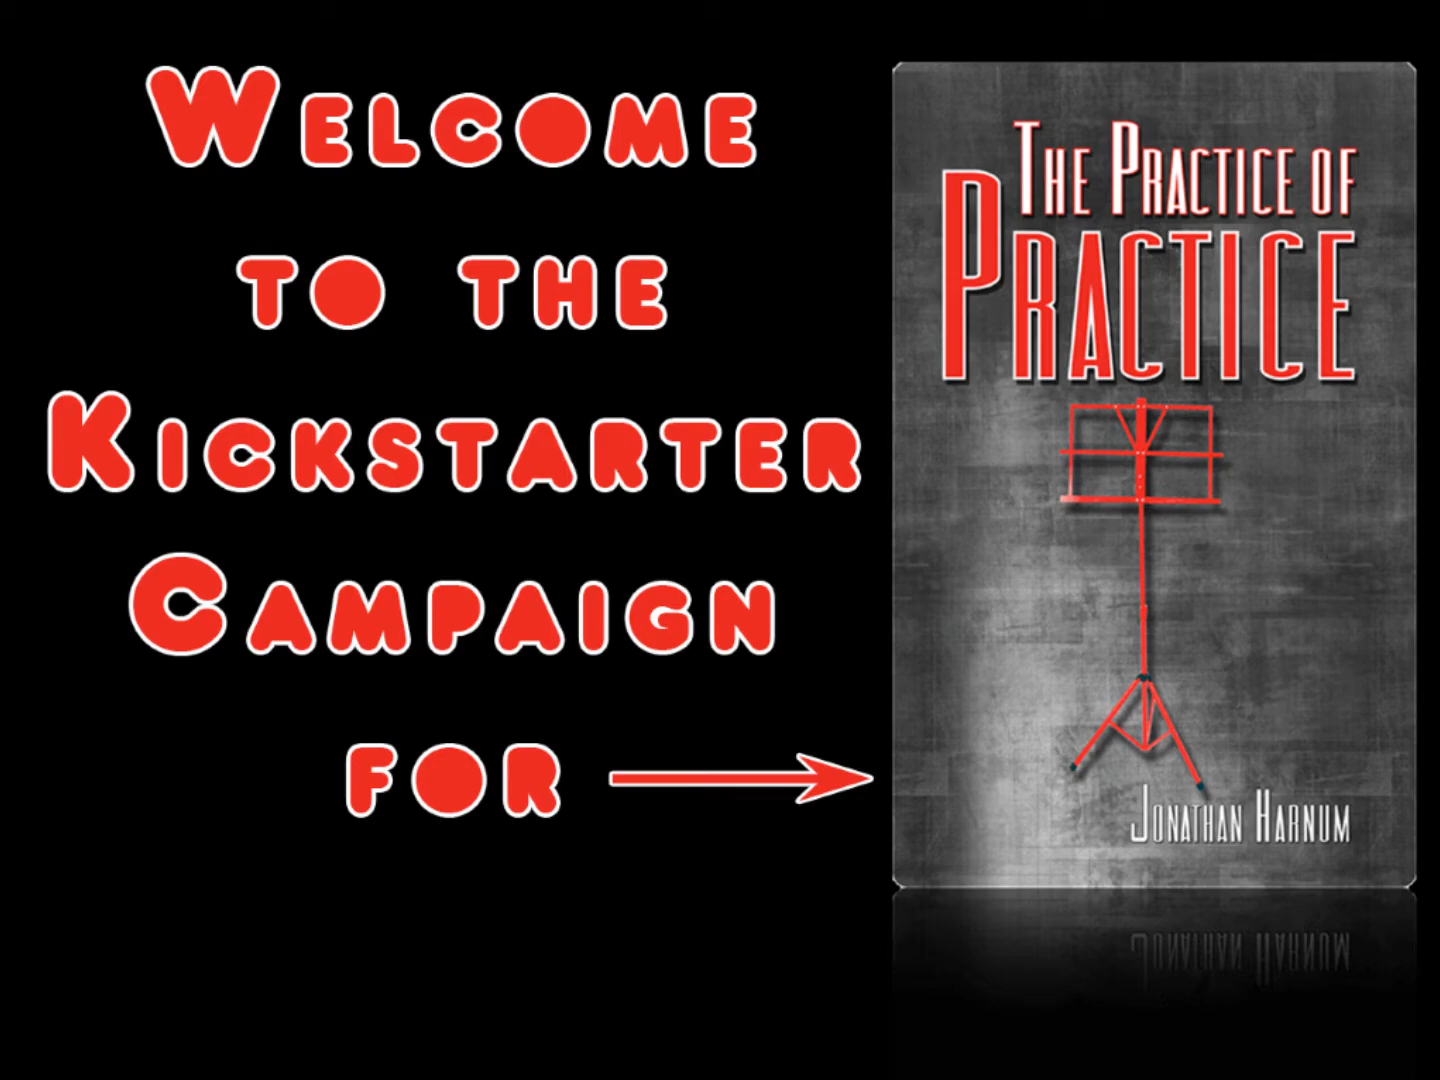 Welcome
to the
Kickstarter
Campaign
for
The Practice of
Practice
Jonathan Harnum